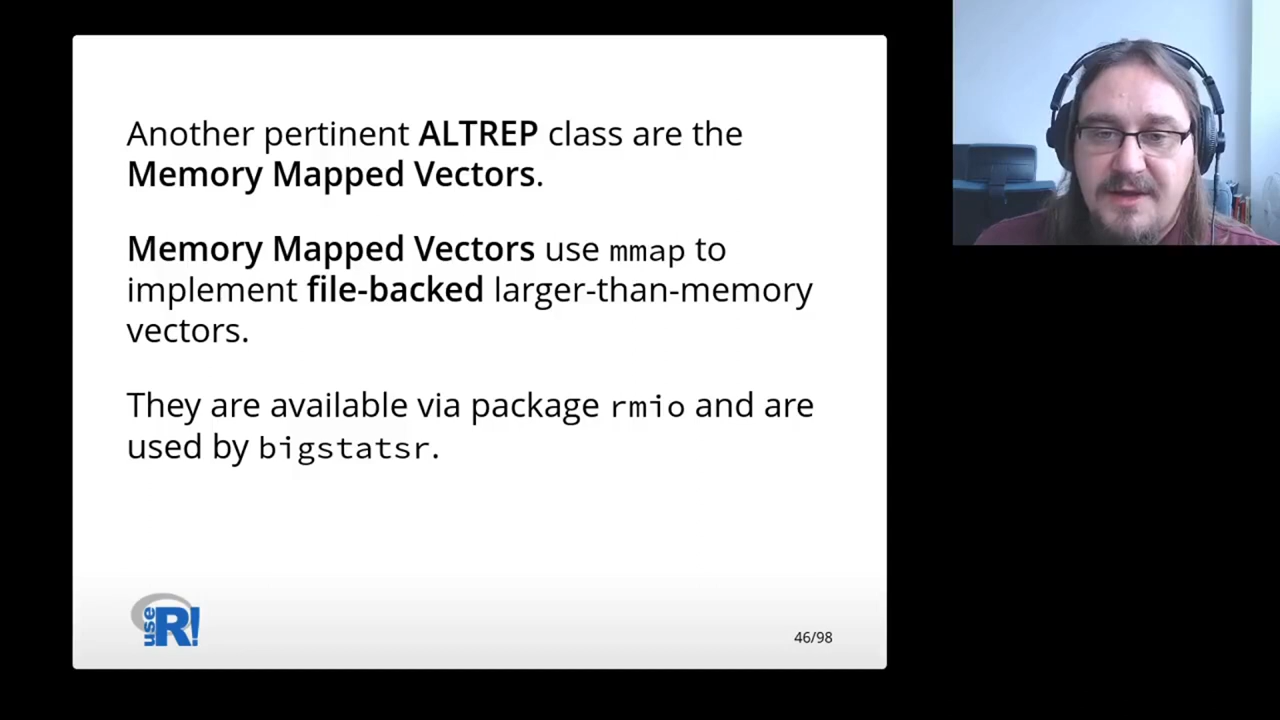 Another pertinent ALTREP class are the
Memory Mapped Vectors.
Memory Mapped Vectors use mmap to
implement file-backed larger-than-memory
vectors.
They are available via package rmio and are
used by bigstatsr.
use R!
46/98